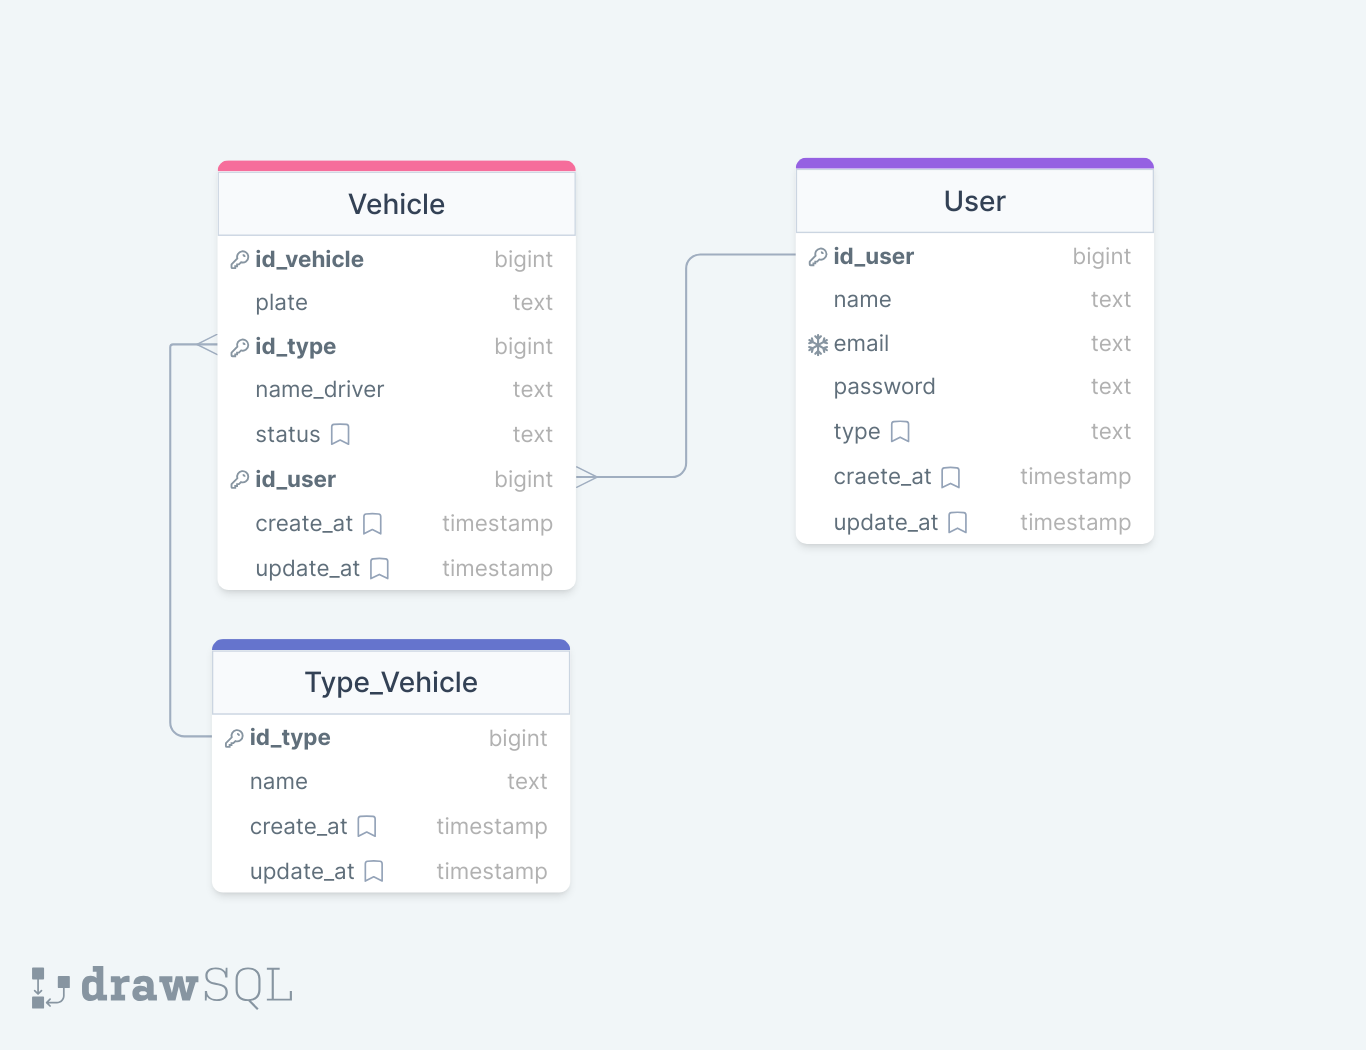 Vehicle
id_vehicle bigint
plate text
id_type bigint
name_driver text
status text
id_user bigint
create_at timestamp
update_at timestamp
User
id_user bigint
name text
email text
password text
type text
craete_at timestamp
update_at timestamp
Type_Vehicle
id_type bigint
name text
create_at timestamp
update_at timestamp
drawSQL